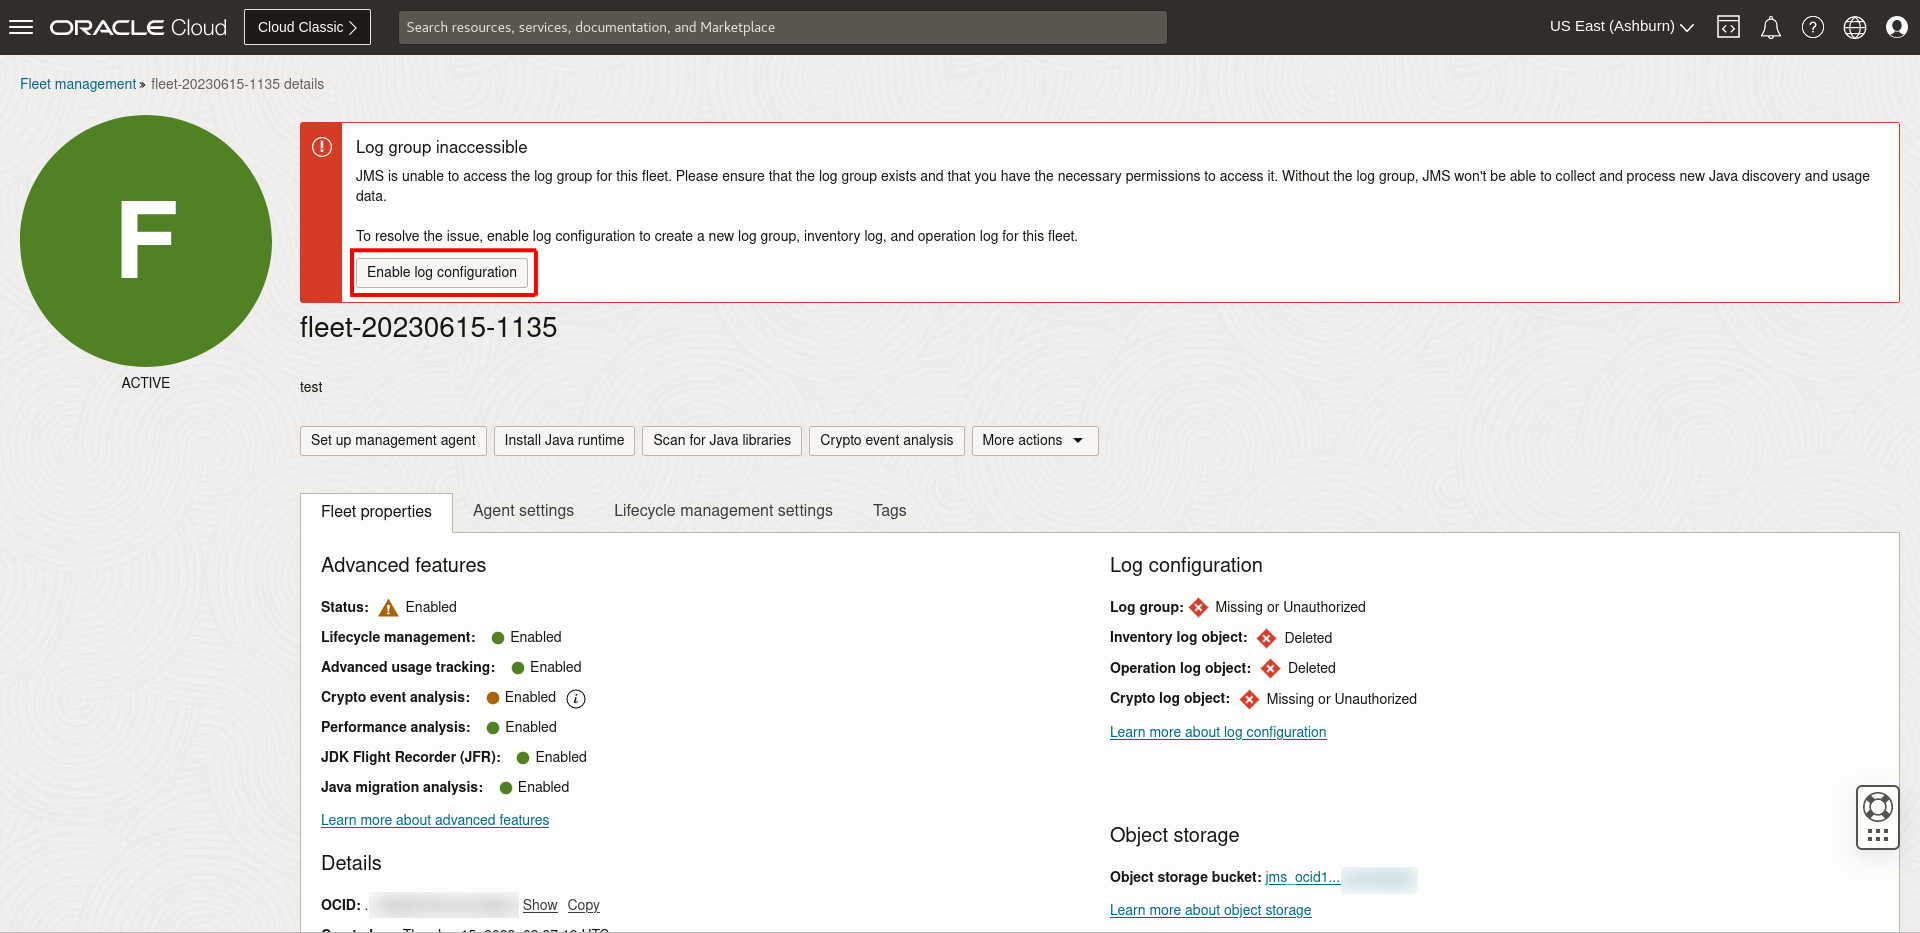 ORACLE Cloud
Cloud Classic
Search resources, services, documentation, and Marketplace
US East (Ashburn)
Fleet management » fleet-20230615-1135 details
F
ACTIVE
Log group inaccessible
JMS is unable to access the log group for this fleet. Please ensure that the log group exists and that you have the necessary permissions to access it. Without the log group, JMS won't be able to collect and process new Java discovery and usage
data.
To resolve the issue, enable log configuration to create a new log group, inventory log, and operation log for this fleet.
Enable log configuration
fleet-20230615-1135
test
Set up management agent Install Java runtime Scan for Java libraries Crypto event analysis More actions
Fleet properties Agent settings Lifecycle management settings Tags
Advanced features
Status: Enabled
Lifecycle management: Enabled
Advanced usage tracking: Enabled
Crypto event analysis: Enabled
Performance analysis: Enabled
JDK Flight Recorder (JFR): Enabled
Java migration analysis: Enabled
Learn more about advanced features
Details
OCID: . Show Copy
Log configuration
Log group: Missing or Unauthorized
Inventory log object: Deleted
Operation log object: Deleted
Crypto log object: Missing or Unauthorized
Learn more about log configuration
Object storage
Object storage bucket: jms_ocid1...
Learn more about object storage